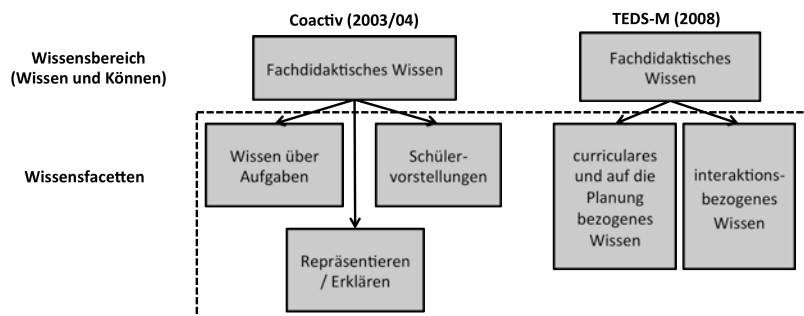 Coactiv (2003/04)
TEDS-M (2008)
Wissensbereich
(Wissen und Können)
Fachdidaktisches Wissen
Fachdidaktisches
Wissen
Wissensfacetten
Wissen über
Aufgaben
Schüler-
vorstellungen
Repräsentieren
/ Erklären
curriculares
und auf die
Planung
bezogenes
Wissen
interaktions-
bezogenes
Wissen